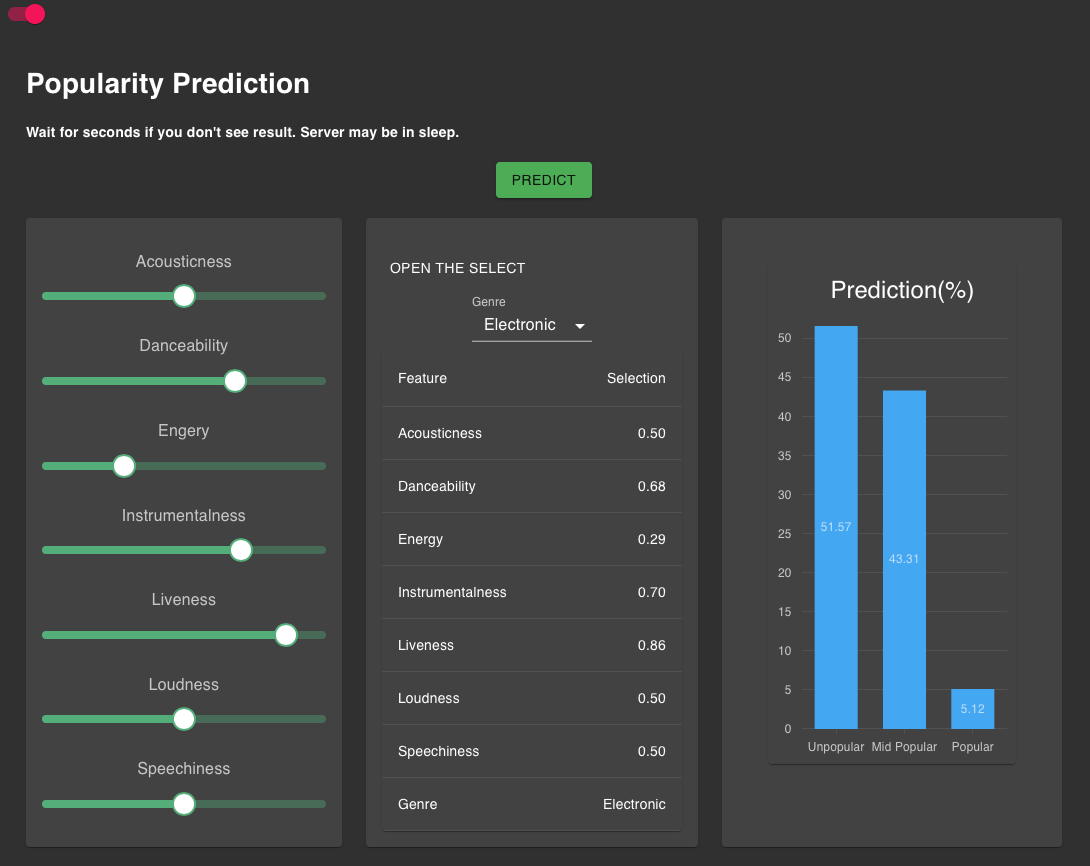 Popularity Prediction
Wait for seconds if you don't see result. Server may be in sleep.
PREDICT
Acousticness
Danceability
Engery
Instrumentalness
Liveness
Loudness
Speechiness
OPEN THE SELECT
Genre
Electronic
Feature Selection
Acousticness 0.50
Danceability 0.68
Energy 0.29
Instrumentalness 0.70
Liveness 0.86
Loudness 0.50
Speechiness 0.50
Genre Electronic
Prediction(%)
50
45
40
35
30
25
20
15
10
5
0
51.57
43.31
5.12
Unpopular Mid Popular Popular